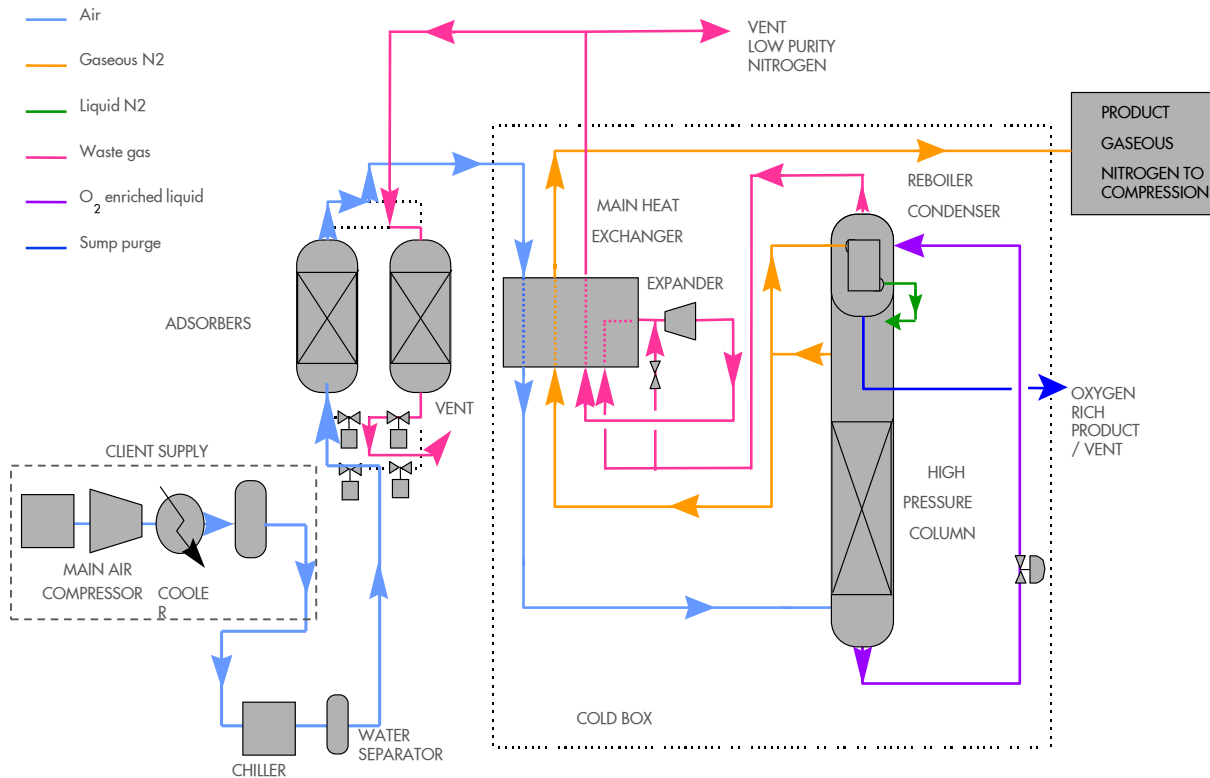 Air
Gaseous N2
Liquid N2
Waste gas
O2 enriched liquid
Sump purge
VENT
LOW PURITY
NITROGEN
PRODUCT
GASEOUS
NITROGEN TO
COMPRESSION
REBOILER
CONDENSER
MAIN HEAT
EXCHANGER
EXPANDER
ADSORBERS
VENT
OXYGEN
RICH
PRODUCT
/ VENT
CLIENT SUPPLY
HIGH
PRESSURE
COLUMN
MAIN AIR
COMPRESSOR
COOLE
R
COLD BOX
WATER
SEPARATOR
CHILLER